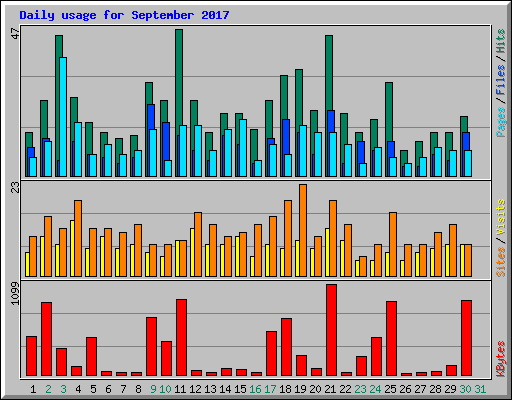 Daily usage for September 2017
47
Pages / Files / Hits
23
Sites / Visits
1099
KBytes
1 2 3 4 5 6 7 8 9 10 11 12 13 14 15 16 17 18 19 20 21 22 23 24 25 26 27 28 29 30 31